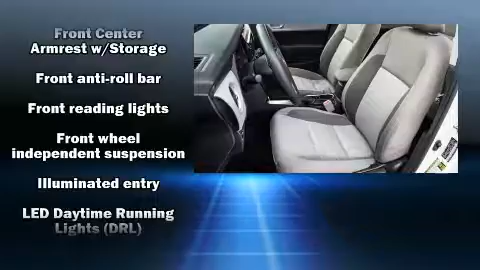 Front Center
Armrest w/Storage
Front anti-roll bar
Front reading lights
Front wheel
independent suspension
Illuminated entry
LED Daytime Running
Lights (DRL)